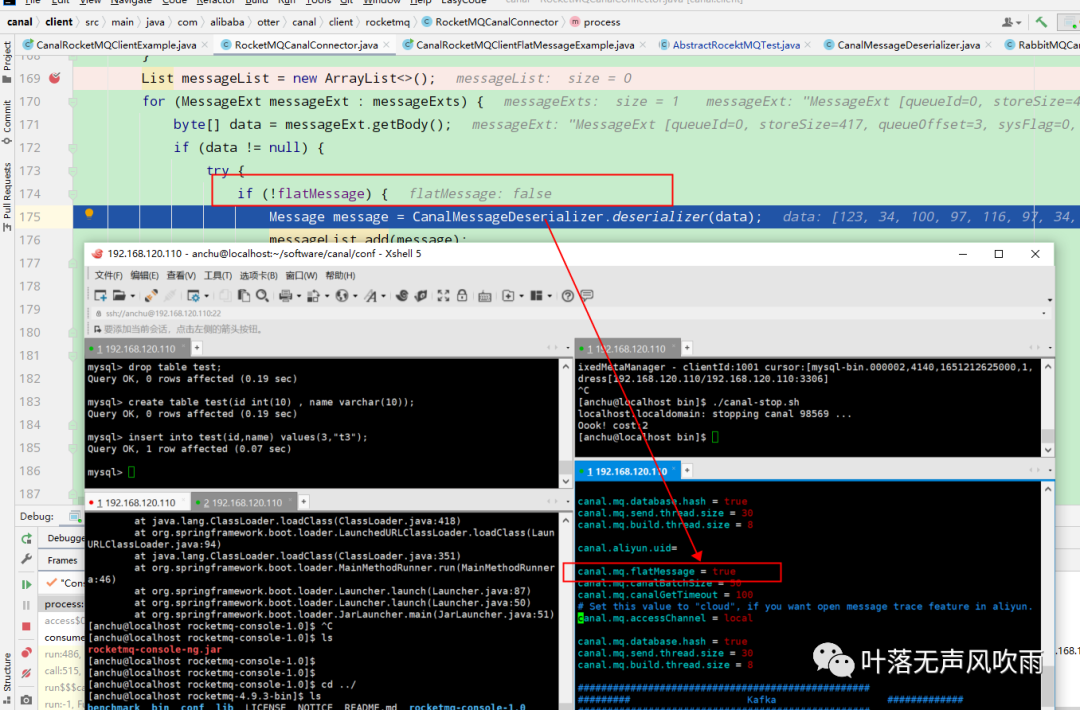 File Edit View Navigate Code Refactor Build Run Tools Git Window Help EasyCode
canal client src main java com alibaba otter canal client rocketmq RocketMQCanalConnector process
CanalRocketMQClientExample.java RocketMQCanalConnector.java CanalRocketMQClientFlatMessageExample.java AbstractRocektMQTest.java CanalMessageDeserializer.java RabbitMQCan
Project
Commit
Pull Requests
Structure
168 }
169 List messageList = new ArrayList<>(); messageList: size = 0
170 for (MessageExt messageExt : messageExts) { messageExts: size = 1 messageExt: "MessageExt [queueId=0, storeSize=4
171 byte[] data = messageExt.getBody(); messageExt: "MessageExt [queueId=0, storeSize=417, queueOffset=3, sysFlag=0,
172 if (data != null) {
173 try {
174 if (!flatMessage) { flatMessage: false
175 Message message = CanalMessageDeserializer.deserializer(data); data: [123, 34, 100, 97, 116, 97, 34,
176 messageList.add(message);
177
178
179
180
181
182
183
184
185
186
187
Debug:
Debugge
Frames
"Cons
process:
access$0
consume
run:486,
call:515,
run$$$ca
run:-1, F
192.168.120.110 - anchu@localhost:~/software/canal/conf - Xshell 5
文件(F) 编辑(E) 查看(V) 工具(T) 选项卡(B) 窗口(W) 帮助(H)
ssh://anchu@192.168.120.110:22
要添加当前会话，点击左侧的箭头按钮。
1 192.168.120.110 +
mysql> drop table test;
Query OK, 0 rows affected (0.19 sec)
mysql> create table test(id int(10) , name varchar(10));
Query OK, 0 rows affected (0.19 sec)
mysql> insert into test(id,name) values(3,"t3");
Query OK, 1 row affected (0.07 sec)
mysql>
1 192.168.120.110 +
ixedMetaManager - clientId:1001 cursor:[mysql-bin.000002,4140,1651212625000,1,
dress[192.168.120.110/192.168.120.110:3306]
^C
[anchu@localhost bin]$ ./canal-stop.sh
localhost.localdomain: stopping canal 98569 ...
Oook! cost:2
[anchu@localhost bin]$
1 192.168.120.110 2 192.168.120.110 +
at java.lang.ClassLoader.loadClass(ClassLoader.java:418)
at org.springframework.boot.loader.LaunchedURLClassLoader.loadClass(Laun
URLClassLoader.java:94)
at java.lang.ClassLoader.loadClass(ClassLoader.java:351)
at org.springframework.boot.loader.MainMethodRunner.run(MainMethodRunner
a:46)
at org.springframework.boot.loader.Launcher.launch(Launcher.java:87)
at org.springframework.boot.loader.Launcher.launch(Launcher.java:50)
at org.springframework.boot.loader.JarLauncher.main(JarLauncher.java:51)
[anchu@localhost rocketmq-console-1.0]$ ^C
[anchu@localhost rocketmq-console-1.0]$ ls
rocketmq-console-ng.jar
[anchu@localhost rocketmq-console-1.0]$
[anchu@localhost rocketmq-console-1.0]$
[anchu@localhost rocketmq-console-1.0]$ cd ../
[anchu@localhost rocketmq-4.9.3-bin]$ ls
benchmark bin conf lib LICENSE NOTICE README.md rocketmq-console-1.0
1 192.168.120.110 +
canal.mq.database.hash = true
canal.mq.send.thread.size = 30
canal.mq.build.thread.size = 8
canal.aliyun.uid=
canal.mq.flatMessage = true
canal.mq.canalBatchSize = 50
canal.mq.canalGetTimeout = 100
# Set this value to "cloud", if you want open message trace feature in aliyun.
canal.mq.accessChannel = local
canal.mq.database.hash = true
canal.mq.send.thread.size = 30
canal.mq.build.thread.size = 8
##################################################
######### Kafka #############
.168.1
叶落无声风吹雨